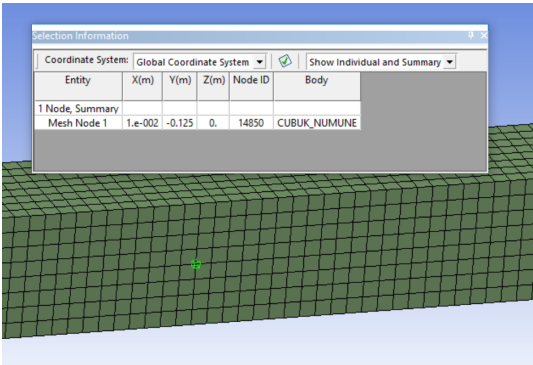 Selection Information
Coordinate System: Global Coordinate System Show Individual and Summary
Entity X(m) Y(m) Z(m) Node ID Body
1 Node, Summary
Mesh Node 1 1.e-002 -0.125 0. 14850 CUBUK_NUMUNE